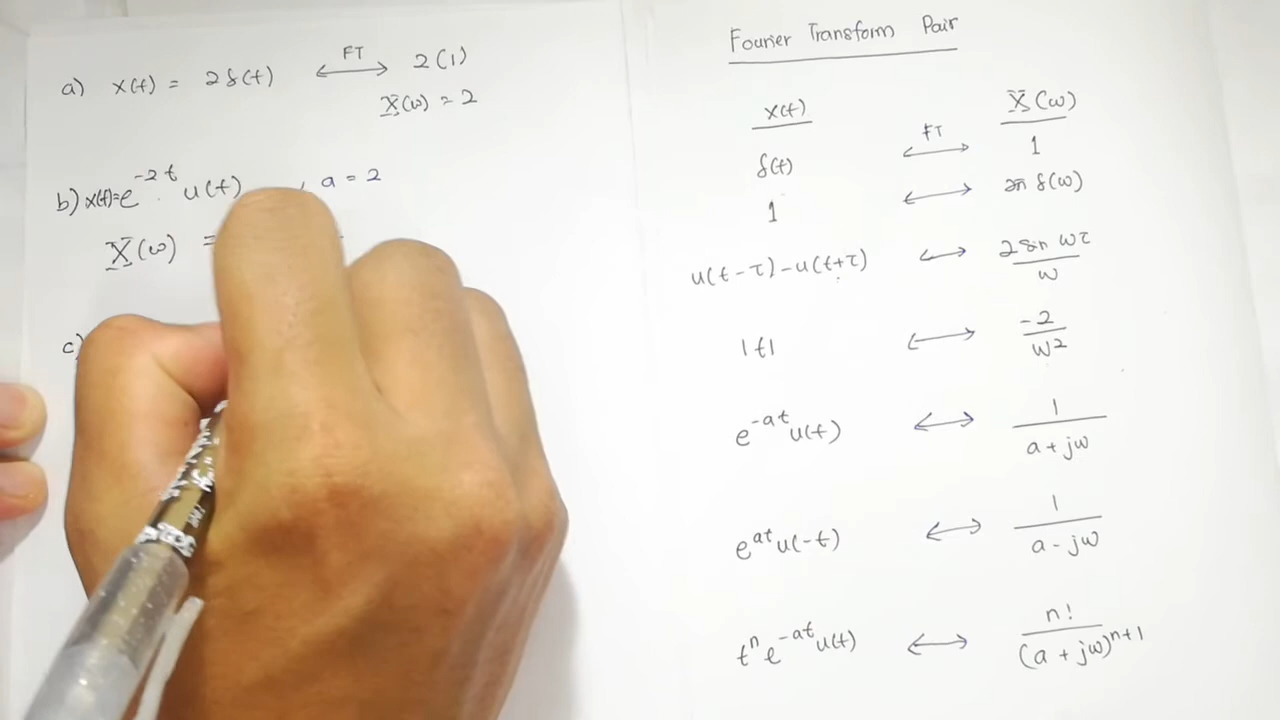 a) x(t) = 2δ(t) FT ⟷ 2(1)
X(ω) = 2
b) x(t)=e^{-2t} u(t) , a = 2
X(ω) =
c)
Fourier Transform Pair
x(t) X(ω)
δ(t) FT ⟷ 1
1 ⟷ 2π δ(ω)
u(t-τ)-u(t+τ) ⟷ 2 sin ωτ / ω
|t| ⟷ -2 / ω^2
e^{-at}u(t) ⟷ 1 / a + jω
e^{at}u(-t) ⟷ 1 / a - jω
t^n e^{-at}u(t) ⟷ n! / (a + jω)^{n+1}